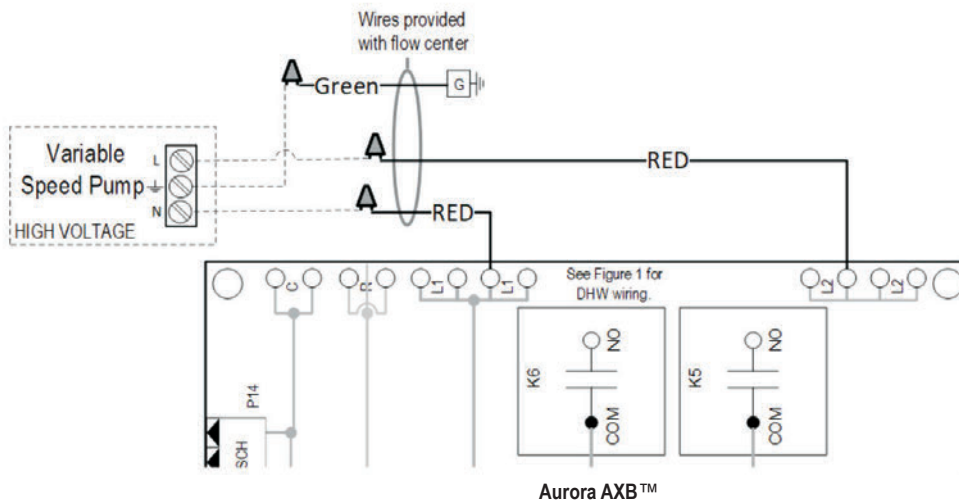 Wires provided
with flow center
Green
G
Variable
Speed Pump
L
N
HIGH VOLTAGE
RED
RED
C
R
L1
L1
See Figure 1 for
DHW wiring.
L2
L2
K6
NO
COM
K5
NO
COM
P14
SCH
Aurora AXB™